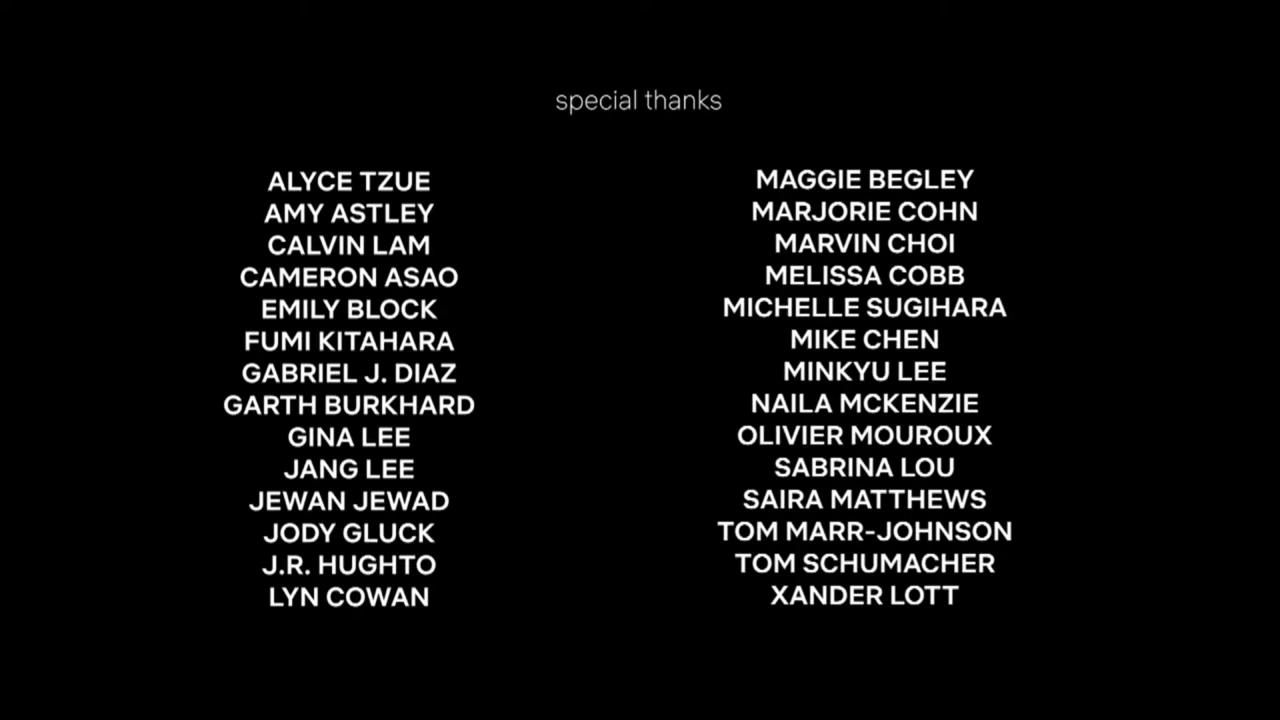 special thanks
ALYCE TZUE
AMY ASTLEY
CALVIN LAM
CAMERON ASAO
EMILY BLOCK
FUMI KITAHARA
GABRIEL J. DIAZ
GARTH BURKHARD
GINA LEE
JANG LEE
JEWAN JEWAD
JODY GLUCK
J.R. HUGHTO
LYN COWAN
MAGGIE BEGLEY
MARJORIE COHN
MARVIN CHOI
MELISSA COBB
MICHELLE SUGIHARA
MIKE CHEN
MINKYU LEE
NAILA MCKENZIE
OLIVIER MOUROUX
SABRINA LOU
SAIRA MATTHEWS
TOM MARR-JOHNSON
TOM SCHUMACHER
XANDER LOTT